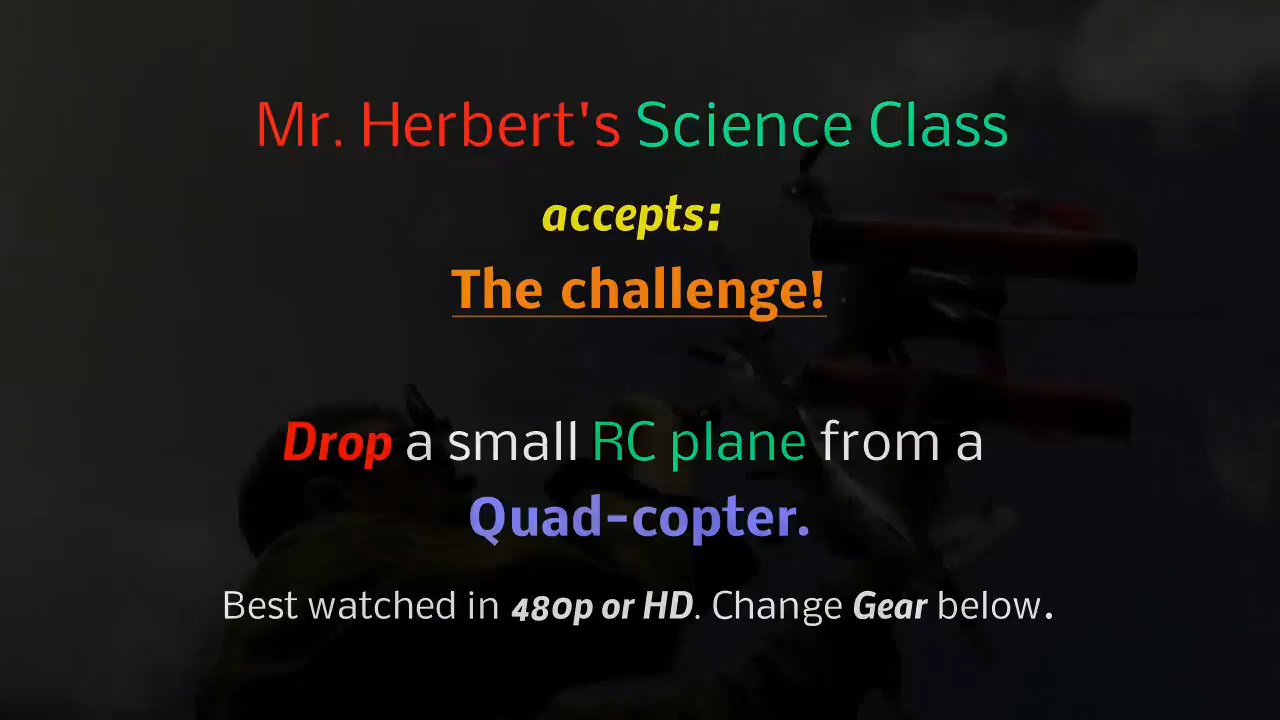 Mr. Herbert's Science Class
accepts:
The challenge!
Drop a small RC plane from a
Quad-copter.
Best watched in 480p or HD. Change Gear below.